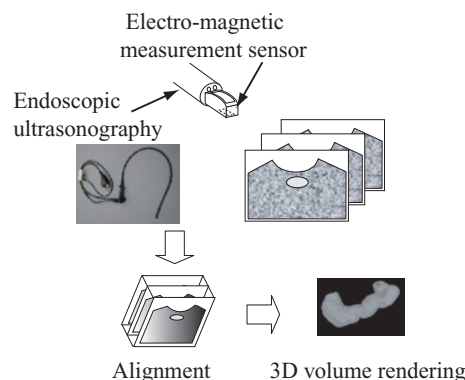 Electro-magnetic
measurement sensor
Endoscopic
ultrasonography
Alignment
3D volume rendering